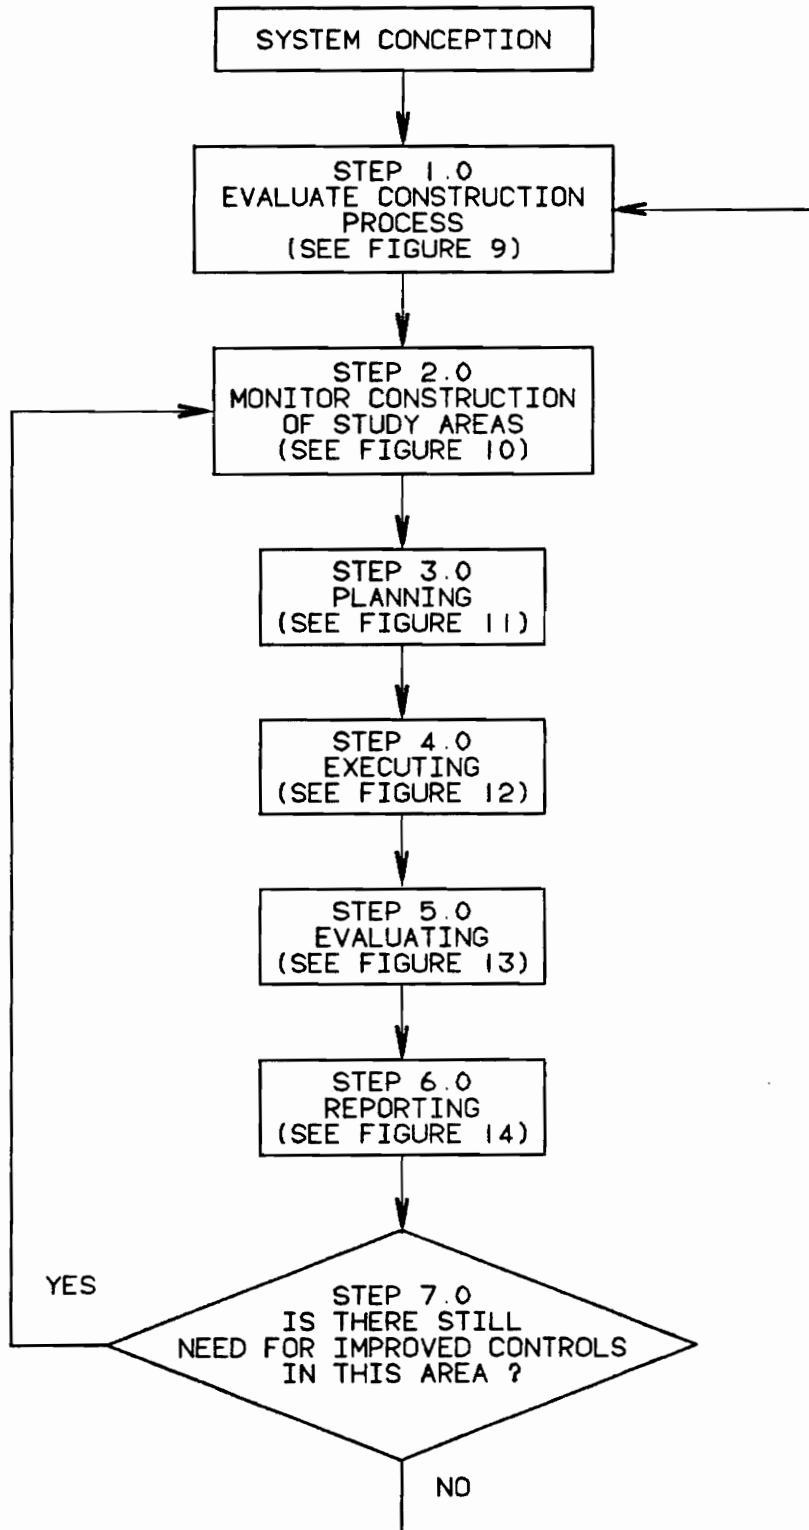 SYSTEM CONCEPTION
STEP 1.0
EVALUATE CONSTRUCTION
PROCESS
(SEE FIGURE 9)
STEP 2.0
MONITOR CONSTRUCTION
OF STUDY AREAS
(SEE FIGURE 10)
STEP 3.0
PLANNING
(SEE FIGURE 11)
STEP 4.0
EXECUTING
(SEE FIGURE 12)
STEP 5.0
EVALUATING
(SEE FIGURE 13)
STEP 6.0
REPORTING
(SEE FIGURE 14)
YES
STEP 7.0
IS THERE STILL
NEED FOR IMPROVED CONTROLS
IN THIS AREA ?
NO